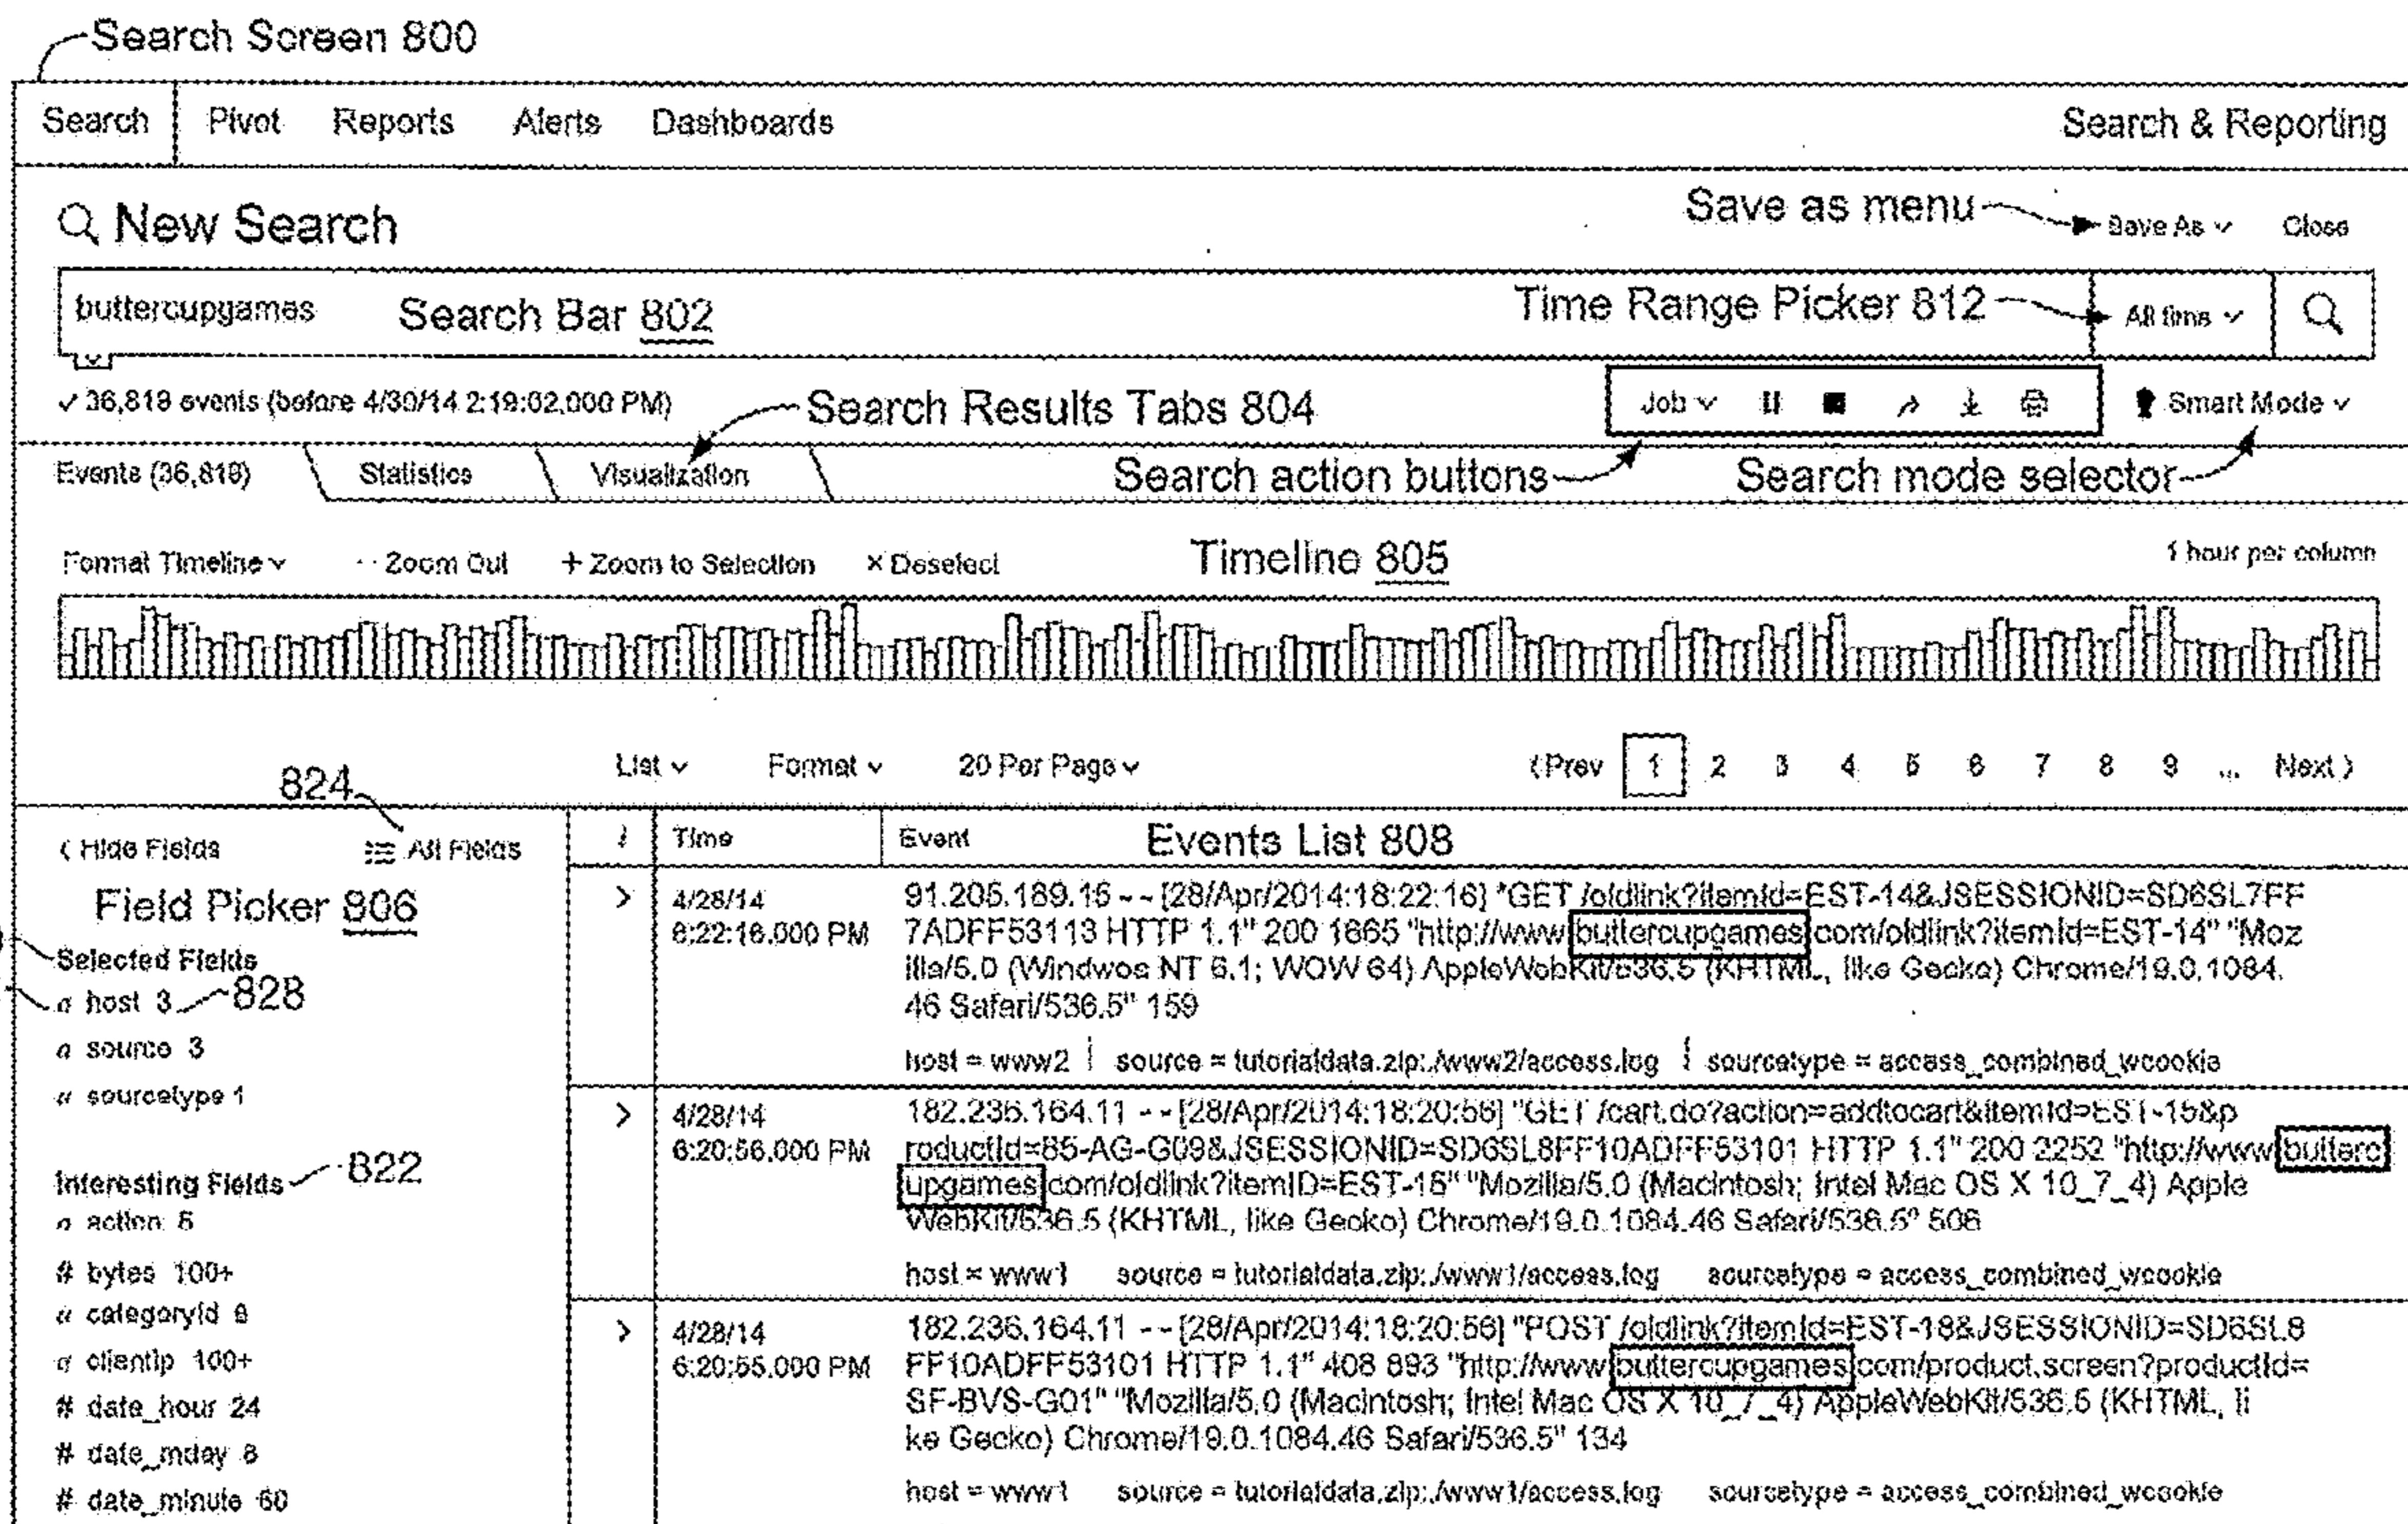 Search Screen 800
Search Pivot Reports Alerts Dashboards Search & Reporting
New Search Save as menu Save As Close
buttercupgames Search Bar 802 Time Range Picker 812 All time
36,819 events (before 4/30/14 2:19:02.000 PM) Search Results Tabs 804 Job Smart Mode
Events (36,819) Statistics Visualization Search action buttons Search mode selector
Format Timeline Zoom Out + Zoom to Selection × Deselect Timeline 805 1 hour per column
List Format 20 Per Page < Prev 1 2 3 4 5 6 7 8 9 ... Next >
824
< Hide Fields All Fields i Time Event Events List 808
Field Picker 806
Selected Fields
a host 3 828
a source 3
a sourcetype 1
Interesting Fields 822
a action 5
# bytes 100+
a categoryId 8
a clientip 100+
# date_hour 24
# date_mday 8
# date_minute 60
> 4/28/14 91.205.189.15 - - [28/Apr/2014:18:22:16] "GET /oldlink?itemId=EST-14&JSESSIONID=SD6SL7FF
6:22:16.000 PM 7ADFF53113 HTTP 1.1" 200 1665 "http://www.buttercupgames.com/oldlink?itemId=EST-14" "Moz
illa/5.0 (Windwos NT 6.1; WOW 64) AppleWebKit/536.5 (KHTML, like Gecko) Chrome/19.0.1084.
46 Safari/536.5" 159
host = www2 source = tutorialdata.zip:./www2/access.log sourcetype = access_combined_wcookie
> 4/28/14 182.236.164.11 - - [28/Apr/2014:18:20:56] "GET /cart.do?action=addtocart&itemId=EST-15&p
6:20:56.000 PM roductId=85-AG-G09&JSESSIONID=SD6SL8FF10ADFF53101 HTTP 1.1" 200 2252 "http://www.butterc
upgames.com/oldlink?itemID=EST-15" "Mozilla/5.0 (Macintosh; Intel Mac OS X 10_7_4) Apple
WebKit/536.5 (KHTML, like Gecko) Chrome/19.0.1084.46 Safari/536.5" 506
host = www1 source = tutorialdata.zip:./www1/access.log sourcetype = access_combined_wcookie
> 4/28/14 182.236.164.11 - - [28/Apr/2014:18:20:56] "POST /oldlink?itemId=EST-18&JSESSIONID=SD6SL8
6:20:55.000 PM FF10ADFF53101 HTTP 1.1" 408 893 "http://www.buttercupgames.com/product.screen?productId=
SF-BVS-G01" "Mozilla/5.0 (Macintosh; Intel Mac OS X 10_7_4) AppleWebKit/536.5 (KHTML, li
ke Gecko) Chrome/19.0.1084.46 Safari/536.5" 134
host = www1 source = tutorialdata.zip:./www1/access.log sourcetype = access_combined_wcookie